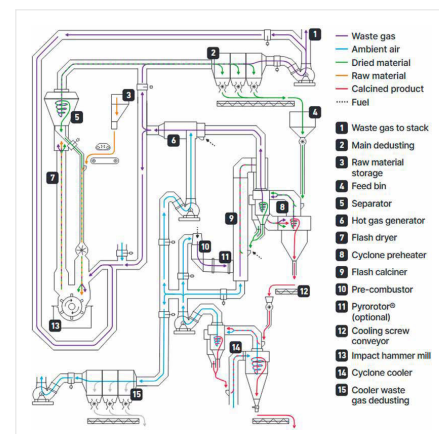 1
2
3
4
5
6
7
8
9
10
11
12
13
14
15
Waste gas
Ambient air
Dried material
Raw material
Calcined product
Fuel
1 Waste gas to stack
2 Main dedusting
3 Raw material
storage
4 Feed bin
5 Separator
6 Hot gas generator
7 Flash dryer
8 Cyclone preheater
9 Flash calciner
10 Pre-combustor
11 Pyrorotor®
(optional)
12 Cooling screw
conveyor
13 Impact hammer mill
14 Cyclone cooler
15 Cooler waste
gas dedusting